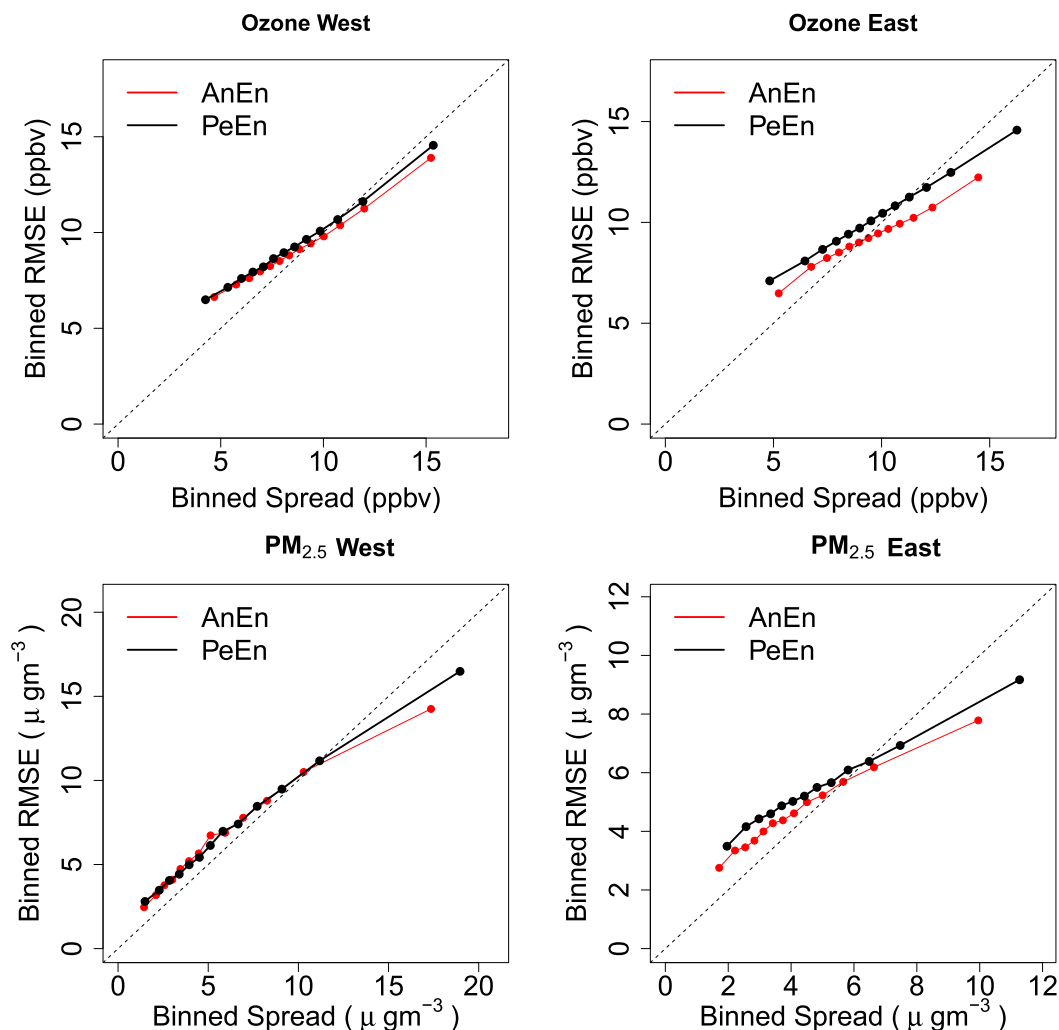 Ozone West
AnEn
PeEn
Binned RMSE (ppbv)
15
10
5
0
0 5 10 15
Binned Spread (ppbv)
Ozone East
AnEn
PeEn
Binned RMSE (ppbv)
15
10
5
0
0 5 10 15
Binned Spread (ppbv)
PM2.5 West
AnEn
PeEn
Binned RMSE ( μ gm−3 )
20
15
10
5
0
0 5 10 15 20
Binned Spread ( μ gm−3 )
PM2.5 East
AnEn
PeEn
Binned RMSE ( μ gm−3 )
12
10
8
6
4
2
0
0 2 4 6 8 10 12
Binned Spread ( μ gm−3 )